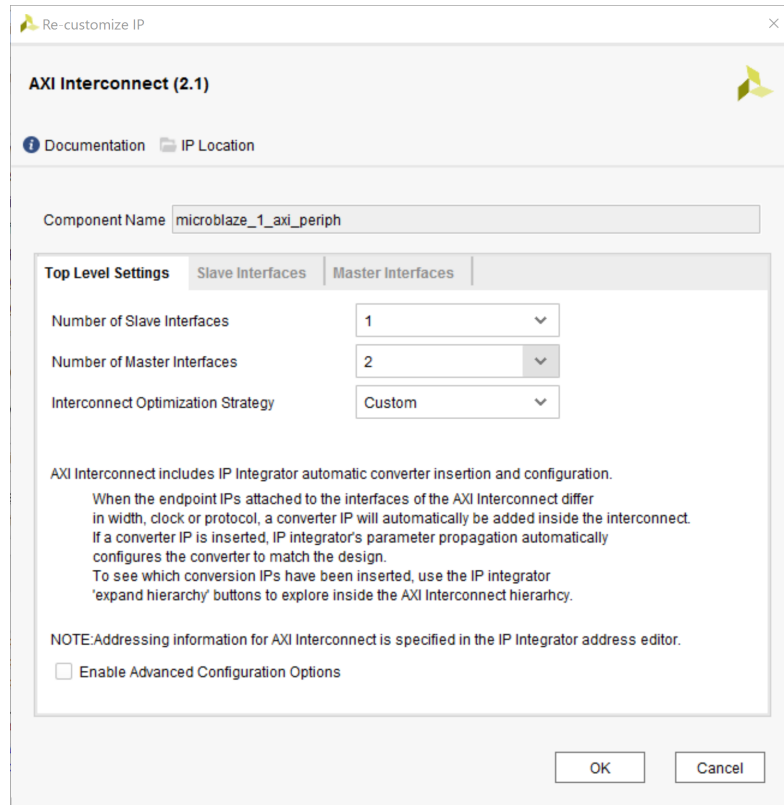 Re-customize IP
AXI Interconnect (2.1)
Documentation IP Location
Component Name microblaze_1_axi_periph
Top Level Settings Slave Interfaces Master Interfaces
Number of Slave Interfaces 1
Number of Master Interfaces 2
Interconnect Optimization Strategy Custom
AXI Interconnect includes IP Integrator automatic converter insertion and configuration.
When the endpoint IPs attached to the interfaces of the AXI Interconnect differ
in width, clock or protocol, a converter IP will automatically be added inside the interconnect.
If a converter IP is inserted, IP integrator's parameter propagation automatically
configures the converter to match the design.
To see which conversion IPs have been inserted, use the IP integrator
'expand hierarchy' buttons to explore inside the AXI Interconnect hierarhcy.
NOTE:Addressing information for AXI Interconnect is specified in the IP Integrator address editor.
Enable Advanced Configuration Options
OK Cancel